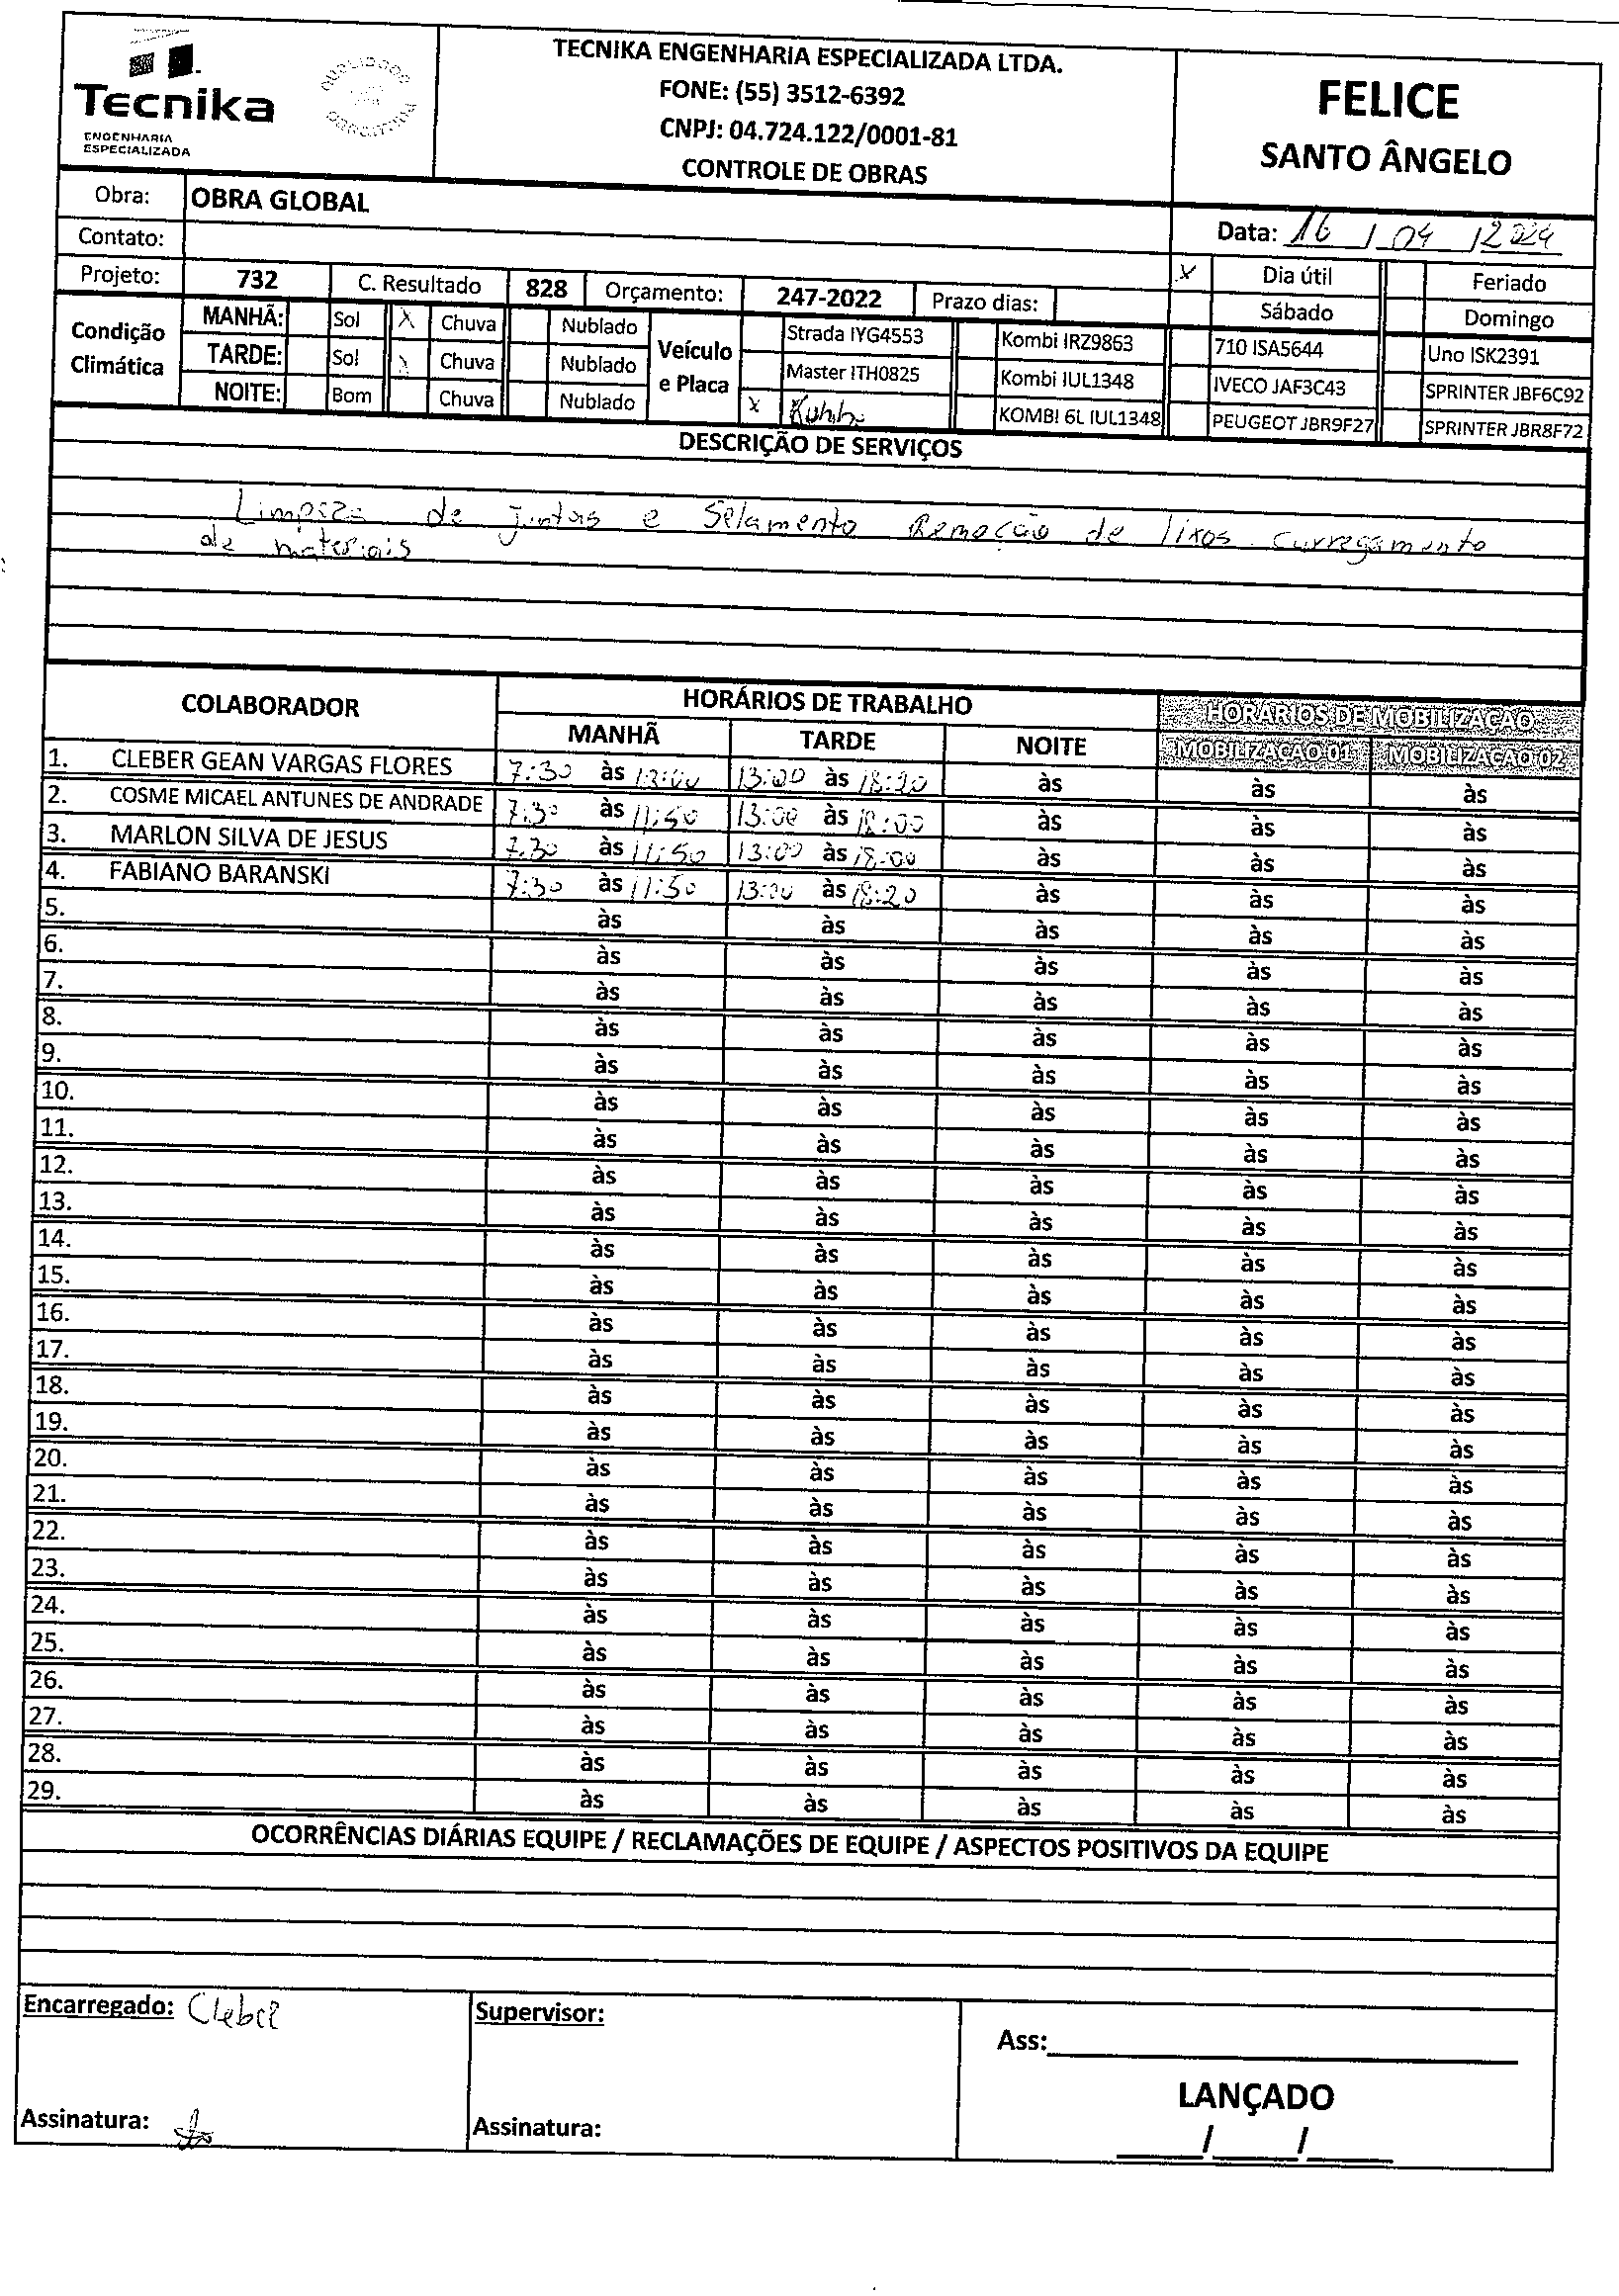 Tecnika
ENGENHARIA
ESPECIALIZADA
TECNIKA ENGENHARIA ESPECIALIZADA LTDA.
FONE: (55) 3512-6392
CNPJ: 04.724.122/0001-81
CONTROLE DE OBRAS
FELICE
SANTO ÂNGELO
Obra: OBRA GLOBAL
Data: 16 / 04 / 2024
Contato:
X Dia útil Feriado
Projeto: 732 C. Resultado 828 Orçamento: 247-2022 Prazo dias:
Sábado Domingo
Condição Climática
MANHÃ: Sol X Chuva Nublado
TARDE: Sol X Chuva Nublado
NOITE: Bom Chuva Nublado
Veículo e Placa
Strada IYG4553 Kombi IRZ9863 710 ISA5644 Uno ISK2391
Master ITH0825 Kombi IUL1348 IVECO JAF3C43 SPRINTER JBF6C92
X KOMBI 6L IUL1348 PEUGEOT JBR9F27 SPRINTER JBR8F72
DESCRIÇÃO DE SERVIÇOS
Limpeza de juntas e Selamento Remoção de lixos. carregamento
de materiais
COLABORADOR HORÁRIOS DE TRABALHO HORÁRIOS DE MOBILIZAÇÃO
MANHÃ TARDE NOITE MOBILIZAÇÃO 01 MOBILIZAÇÃO 02
1. CLEBER GEAN VARGAS FLORES 7:30 às 12:00 13:00 às 18:20 às às às
2. COSME MICAEL ANTUNES DE ANDRADE 7:30 às 11:50 13:00 às 18:00 às às às
3. MARLON SILVA DE JESUS 7:30 às 11:50 13:00 às 18:00 às às às
4. FABIANO BARANSKI 7:30 às 11:50 13:00 às 18:20 às às às
5. às às às às às
6. às às às às às
7. às às às às às
8. às às às às às
9. às às às às às
10. às às às às às
11. às às às às às
12. às às às às às
13. às às às às às
14. às às às às às
15. às às às às às
16. às às às às às
17. às às às às às
18. às às às às às
19. às às às às às
20. às às às às às
21. às às às às às
22. às às às às às
23. às às às às às
24. às às às às às
25. às às às às às
26. às às às às às
27. às às às às às
28. às às às às às
29. às às às às às
OCORRÊNCIAS DIÁRIAS EQUIPE / RECLAMAÇÕES DE EQUIPE / ASPECTOS POSITIVOS DA EQUIPE
Encarregado: Cleber
Supervisor:
Ass:
LANÇADO
Assinatura:
Assinatura:
/ /